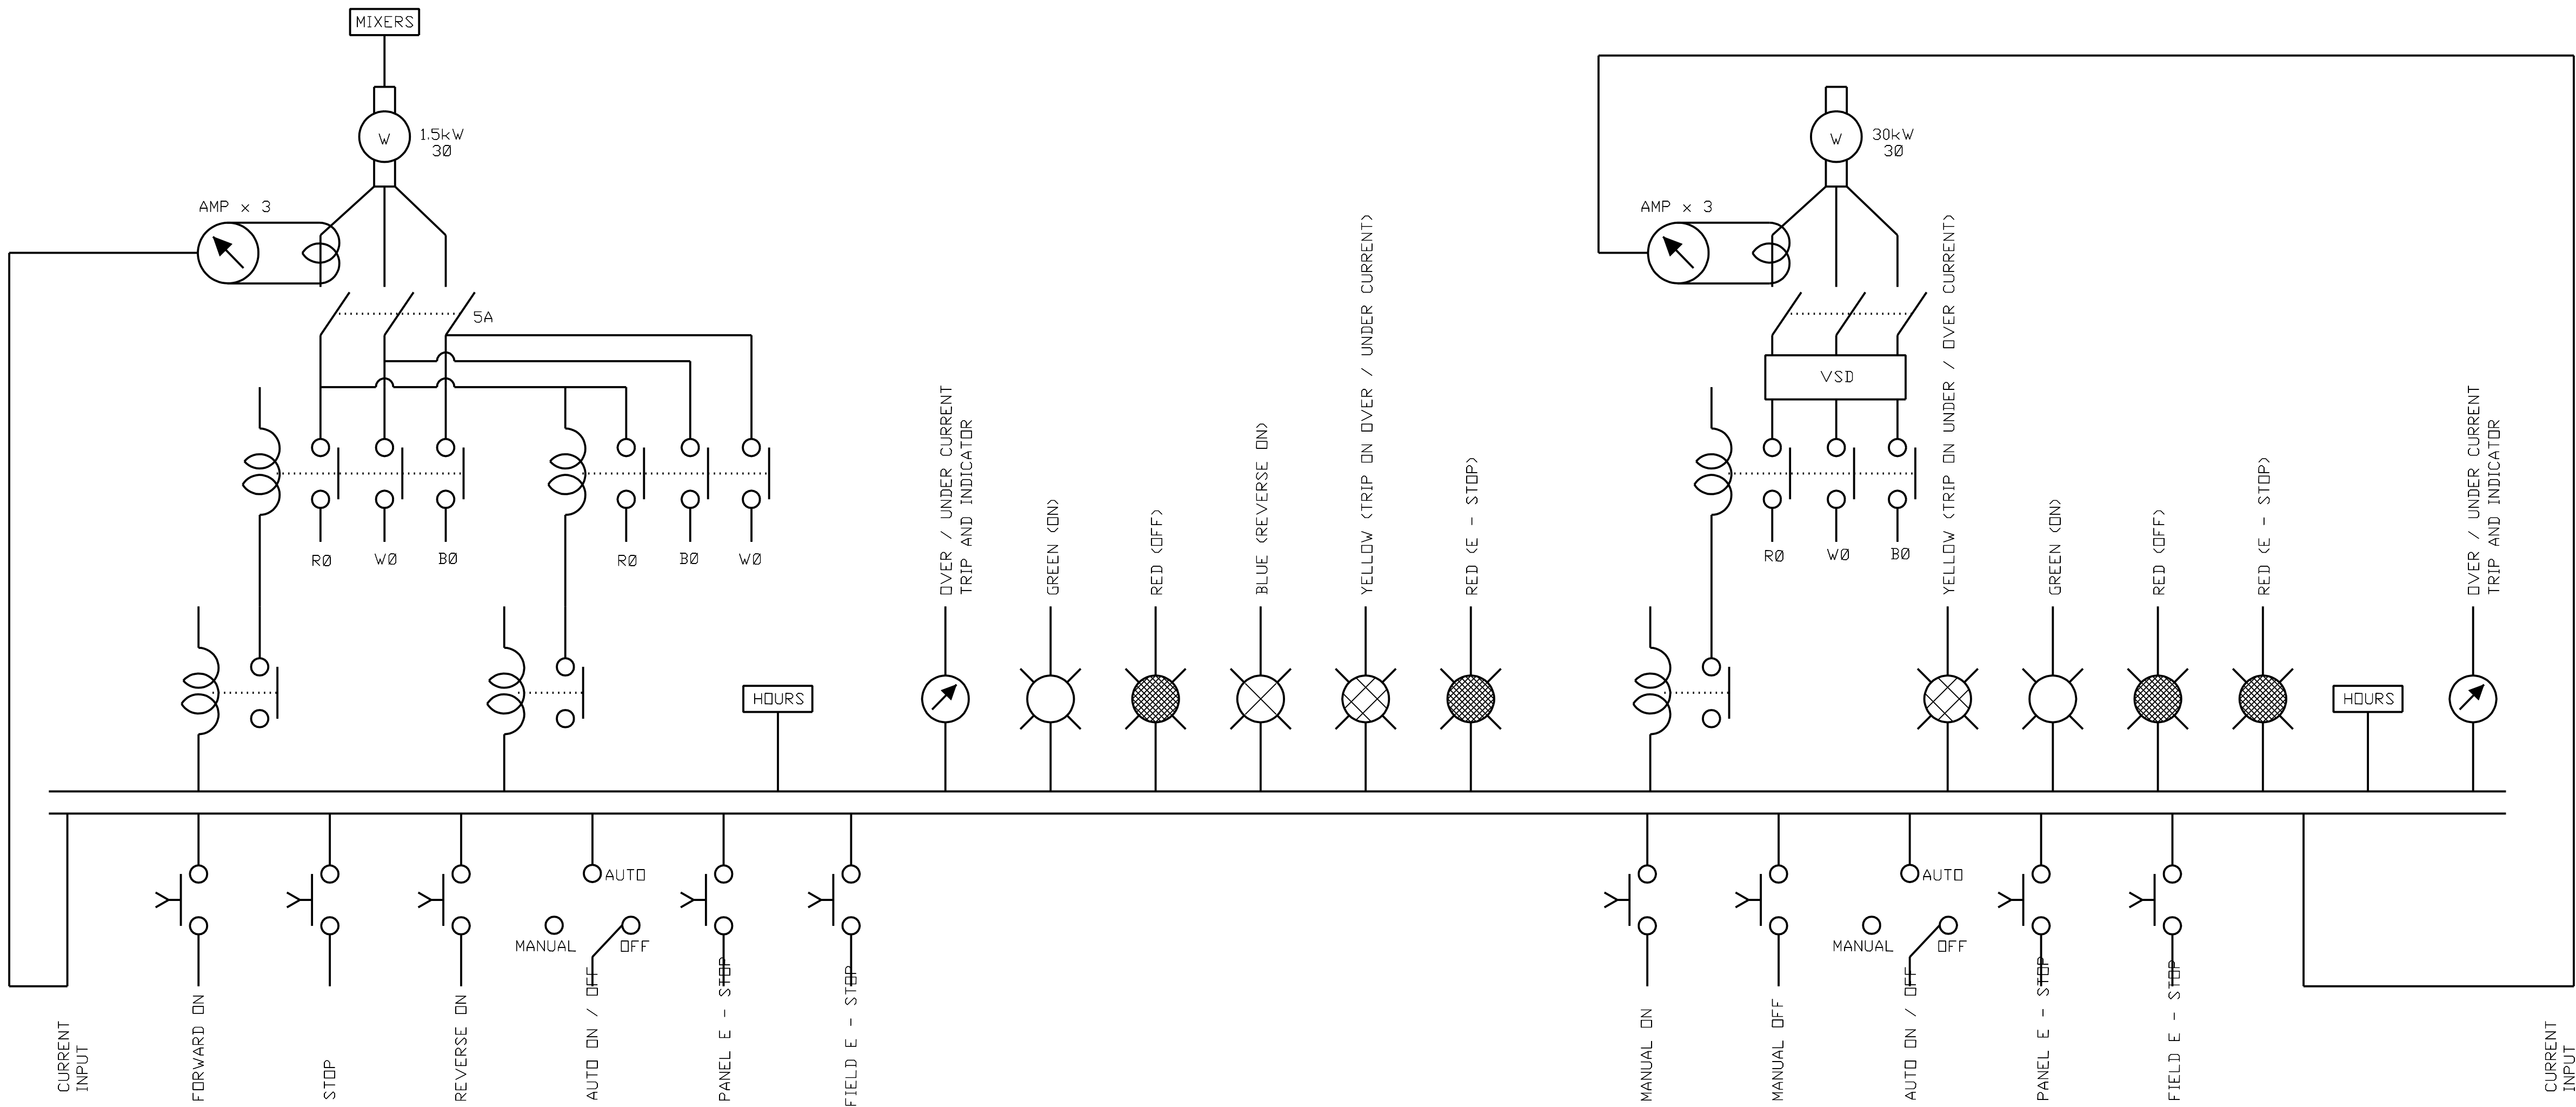 MIXERS
W
1.5kW
30
AMP x 3
5A
RØ
WØ
BØ
RØ
BØ
WØ
HOURS
OVER / UNDER CURRENT
TRIP AND INDICATOR
GREEN (ON)
RED (OFF)
BLUE (REVERSE ON)
YELLOW (TRIP ON OVER / UNDER CURRENT)
RED (E - STOP)
W
30kW
30
AMP x 3
VSD
RØ
WØ
BØ
YELLOW (TRIP ON UNDER / OVER CURRENT)
GREEN (ON)
RED (OFF)
RED (E - STOP)
HOURS
OVER / UNDER CURRENT
TRIP AND INDICATOR
CURRENT
INPUT
FORWARD ON
STOP
REVERSE ON
AUTO
MANUAL
OFF
AUTO ON / OFF
PANEL E - STOP
FIELD E - STOP
MANUAL ON
MANUAL OFF
AUTO
MANUAL
OFF
AUTO ON / OFF
PANEL E - STOP
FIELD E - STOP
CURRENT
INPUT